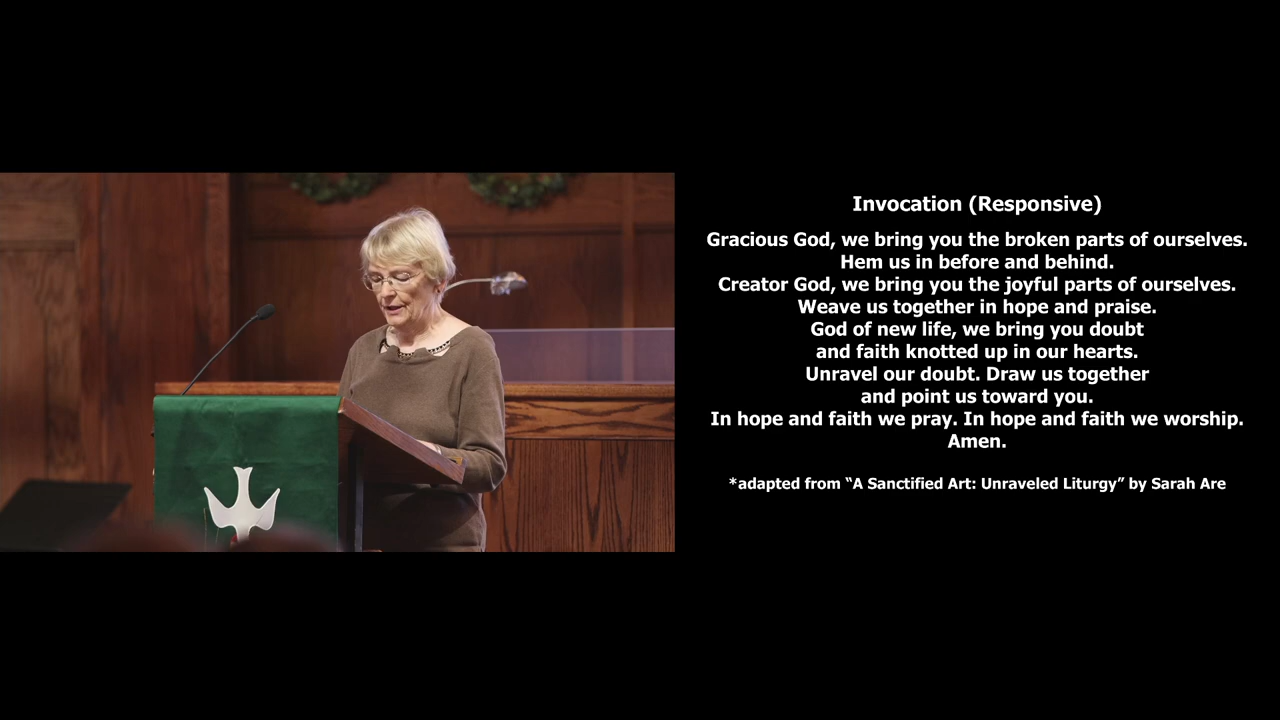 Invocation (Responsive)
Gracious God, we bring you the broken parts of ourselves.
Hem us in before and behind.
Creator God, we bring you the joyful parts of ourselves.
Weave us together in hope and praise.
God of new life, we bring you doubt
and faith knotted up in our hearts.
Unravel our doubt. Draw us together
and point us toward you.
In hope and faith we pray. In hope and faith we worship.
Amen.
*adapted from “A Sanctified Art: Unraveled Liturgy” by Sarah Are